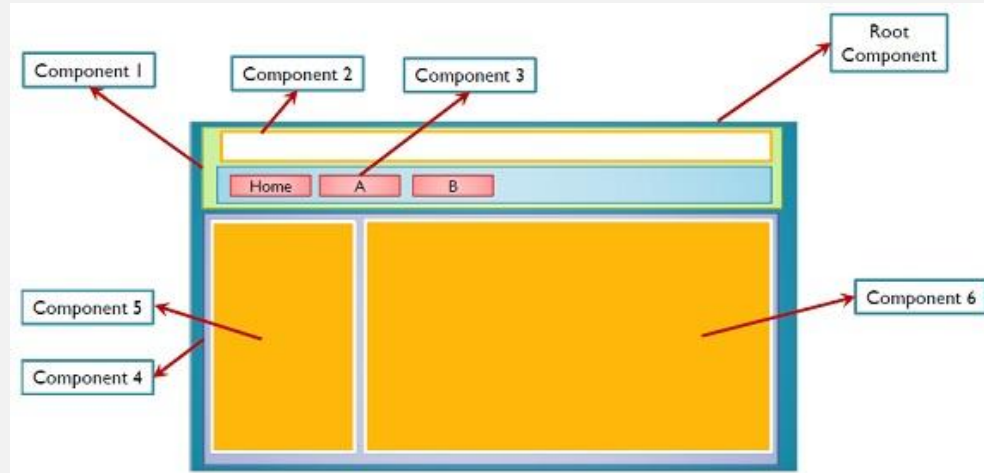 Root
Component
Component 1
Component 2
Component 3
Home
A
B
Component 5
Component 6
Component 4